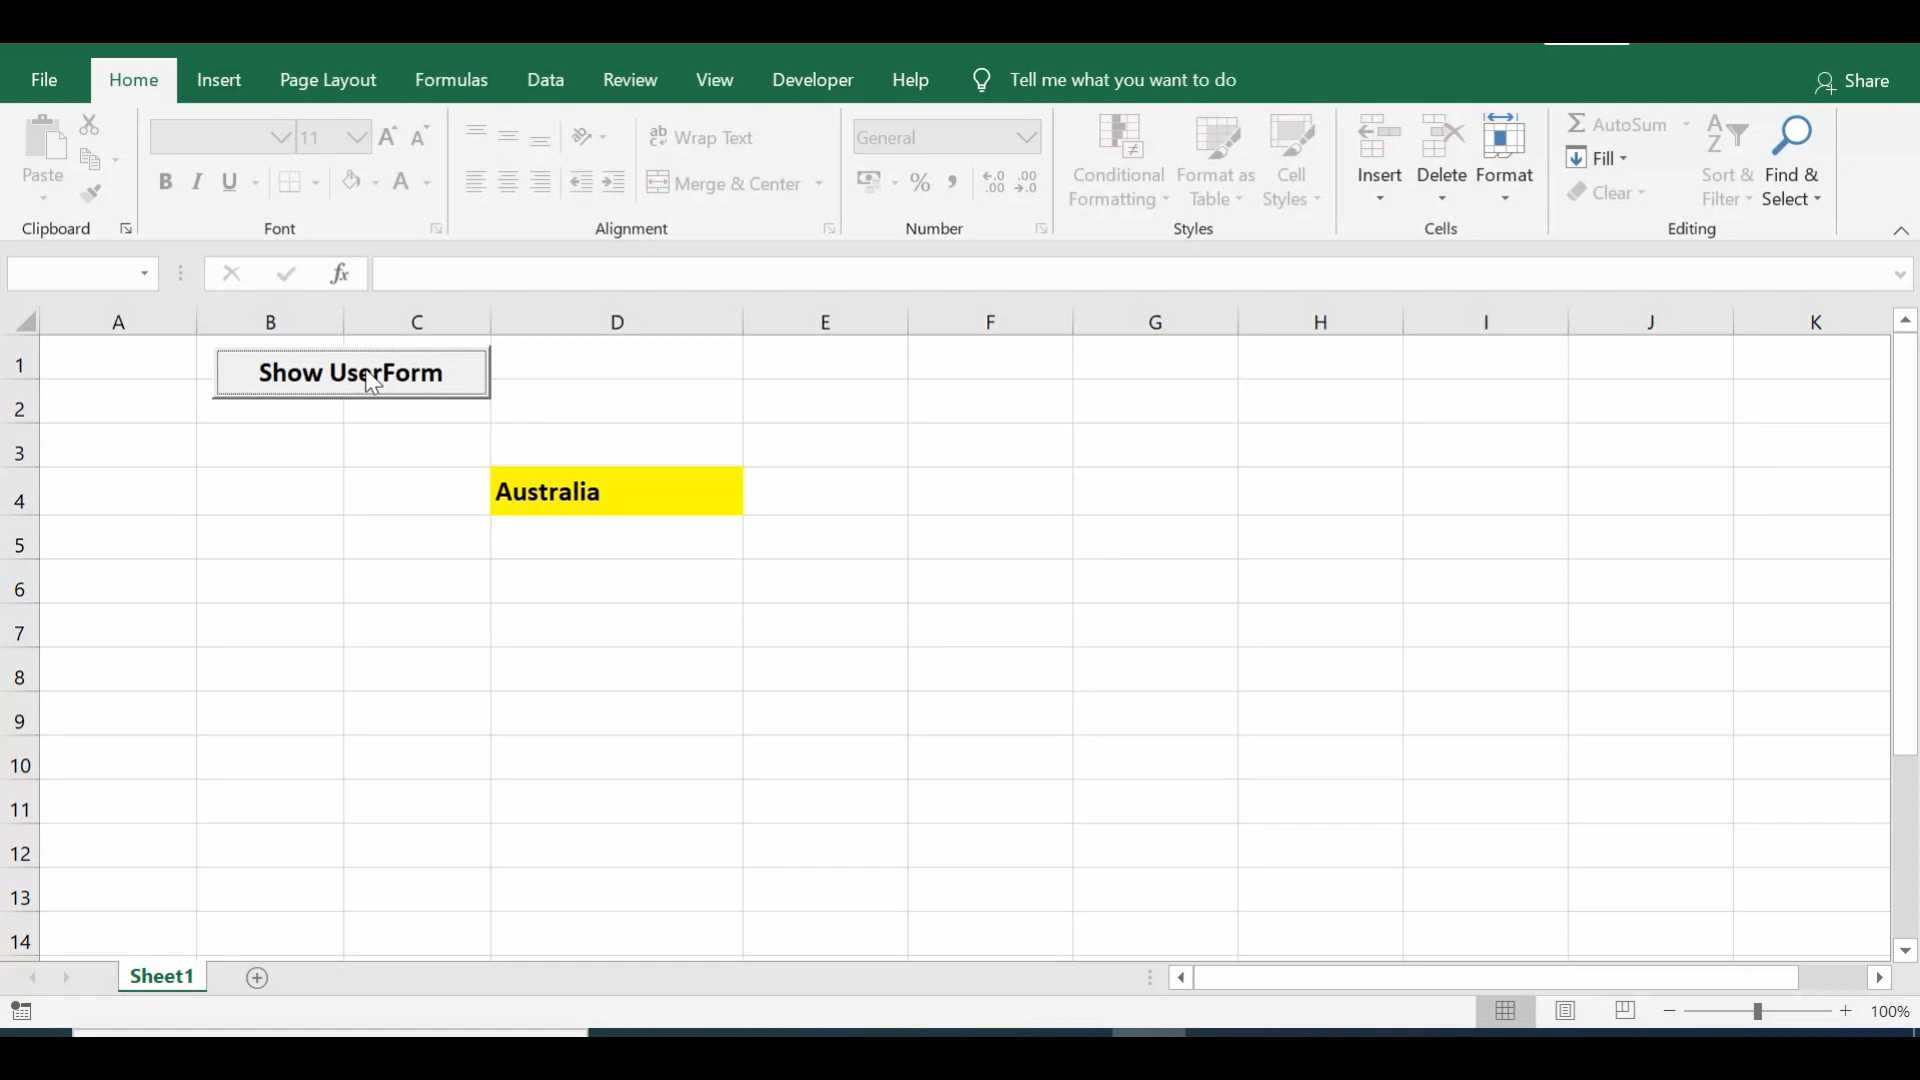 File Home Insert Page Layout Formulas Data Review View Developer Help Tell me what you want to do Share
Paste
Clipboard
11
B I U A
Font
ab Wrap Text
Merge & Center
Alignment
General
% , .00 .00
Number
Conditional Formatting
Format as Table
Cell Styles
Styles
Insert Delete Format
Cells
Σ AutoSum
Fill
Clear
Sort & Filter
Find & Select
Editing
fx
A B C D E F G H I J K
1 Show UserForm
2
3
4 Australia
5
6
7
8
9
10
11
12
13
14
Sheet1
100%